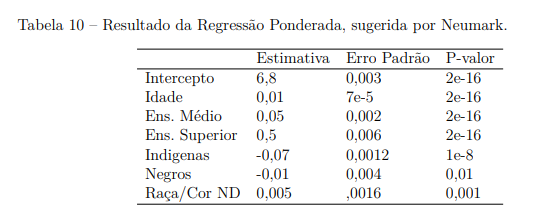 Tabela 10 – Resultado da Regressão Ponderada, sugerida por Neumark.
Estimativa Erro Padrão P-valor
Intercepto 6,8 0,003 2e-16
Idade 0,01 7e-5 2e-16
Ens. Médio 0,05 0,002 2e-16
Ens. Superior 0,5 0,006 2e-16
Indigenas -0,07 0,0012 1e-8
Negros -0,01 0,004 0,01
Raça/Cor ND 0,005 ,0016 0,001